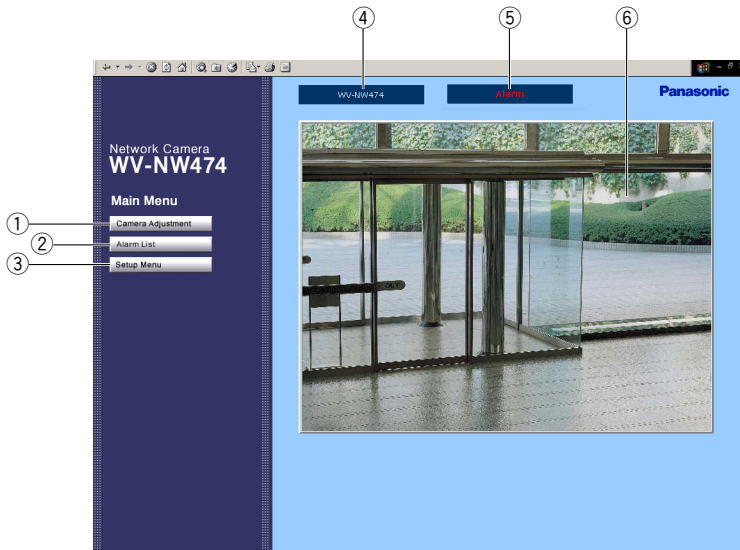 ④ ⑤ ⑥
WV-NW474 Alarm Panasonic
Network Camera
WV-NW474
Main Menu
① Camera Adjustment
② Alarm List
③ Setup Menu
OUT